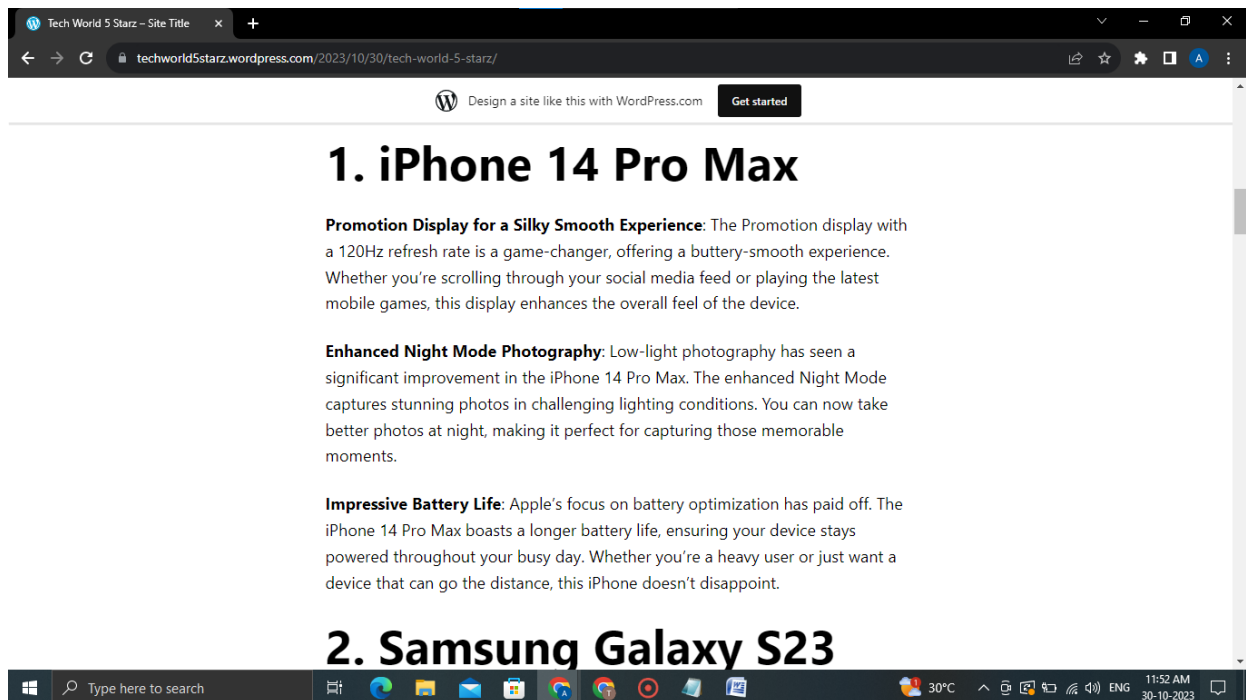 Tech World 5 Starz – Site Title
techworld5starz.wordpress.com/2023/10/30/tech-world-5-starz/
A
Design a site like this with WordPress.com
Get started
1. iPhone 14 Pro Max
Promotion Display for a Silky Smooth Experience: The Promotion display with
a 120Hz refresh rate is a game-changer, offering a buttery-smooth experience.
Whether you’re scrolling through your social media feed or playing the latest
mobile games, this display enhances the overall feel of the device.
Enhanced Night Mode Photography: Low-light photography has seen a
significant improvement in the iPhone 14 Pro Max. The enhanced Night Mode
captures stunning photos in challenging lighting conditions. You can now take
better photos at night, making it perfect for capturing those memorable
moments.
Impressive Battery Life: Apple’s focus on battery optimization has paid off. The
iPhone 14 Pro Max boasts a longer battery life, ensuring your device stays
powered throughout your busy day. Whether you’re a heavy user or just want a
device that can go the distance, this iPhone doesn’t disappoint.
2. Samsung Galaxy S23
Type here to search
30°C
ENG
11:52 AM
30-10-2023